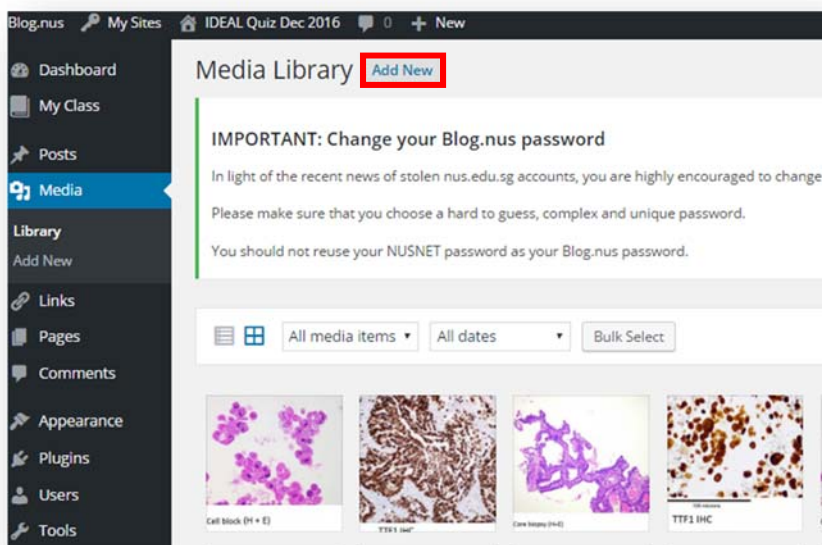 Blog.nus My Sites IDEAL Quiz Dec 2016 0 + New
Dashboard
My Class
Posts
Media
Library
Add New
Links
Pages
Comments
Appearance
Plugins
Users
Tools
Media Library Add New
IMPORTANT: Change your Blog.nus password
In light of the recent news of stolen nus.edu.sg accounts, you are highly encouraged to change
Please make sure that you choose a hard to guess, complex and unique password.
You should not reuse your NUSNET password as your Blog.nus password.
All media items All dates Bulk Select
Cell block (H + E)
TTF1 IHC
Core biopsy (H+E)
TTF1 IHC